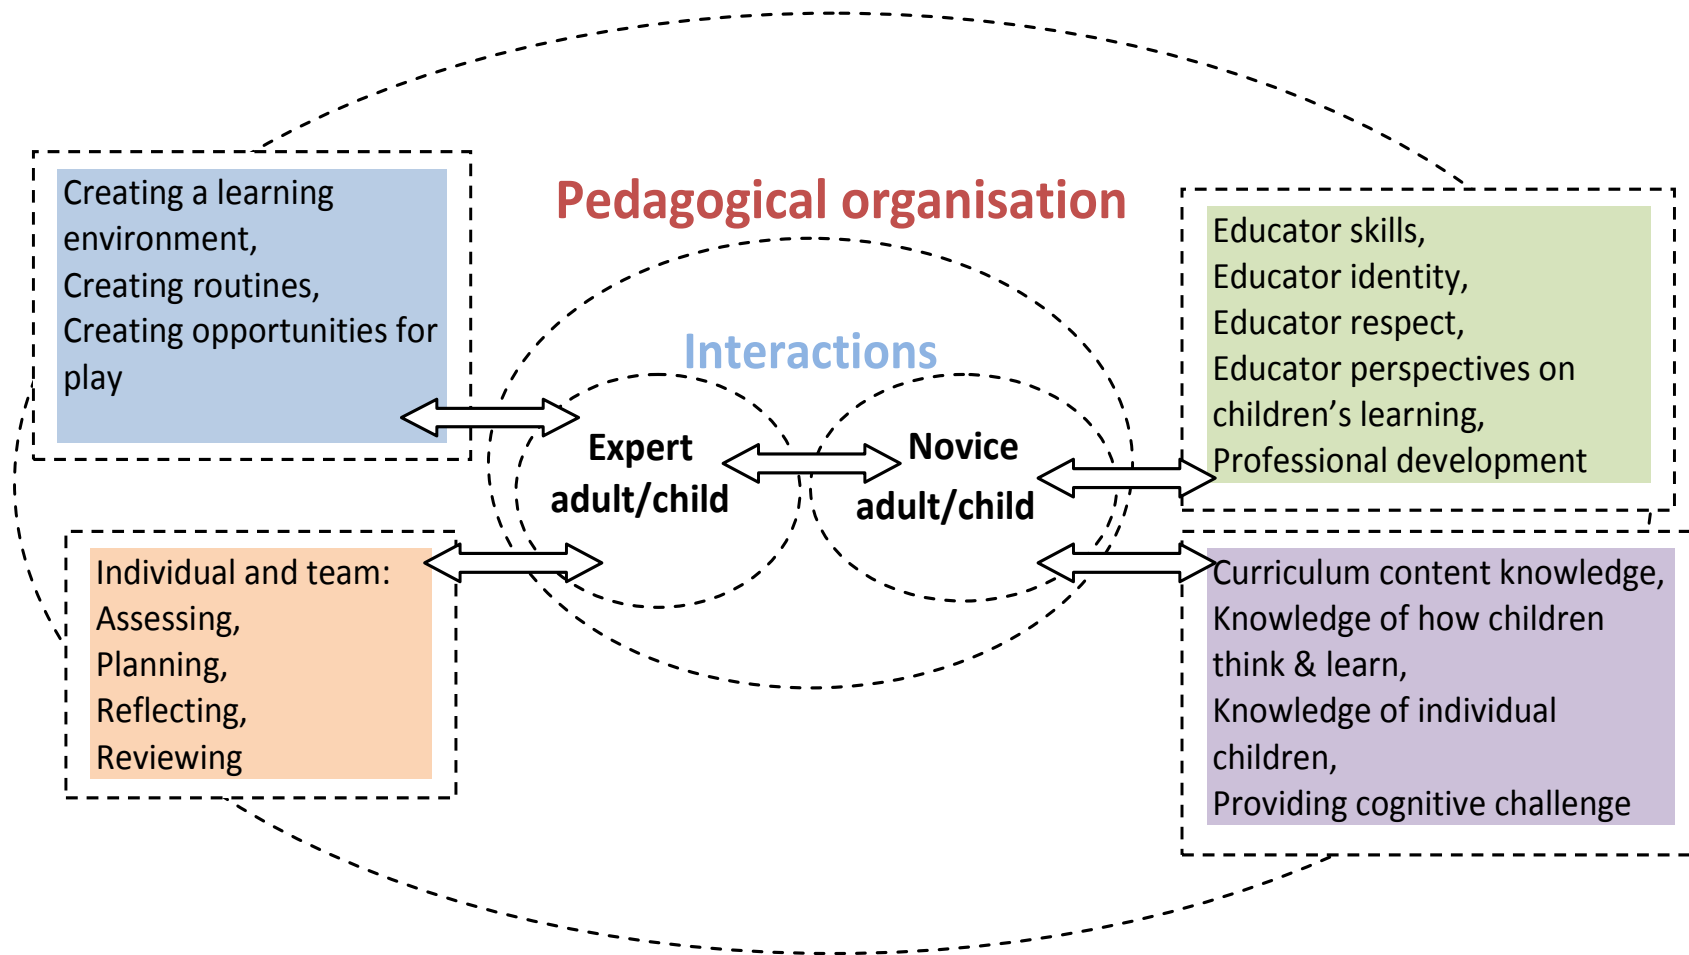 Pedagogical organisation
Interactions
Creating a learning
environment,
Creating routines,
Creating opportunities for
play
Expert
adult/child
Novice
adult/child
Educator skills,
Educator identity,
Educator respect,
Educator perspectives on
children’s learning,
Professional development
Individual and team:
Assessing,
Planning,
Reflecting,
Reviewing
Curriculum content knowledge,
Knowledge of how children
think & learn,
Knowledge of individual
children,
Providing cognitive challenge